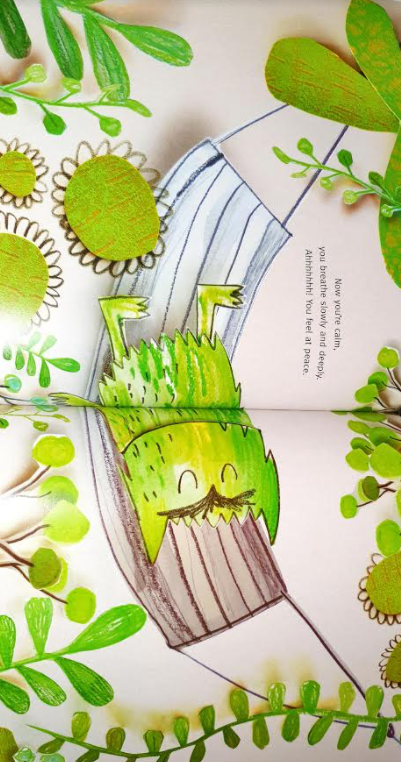 Now you're calm,
you breathe slowly and deeply.
Ahhhhhhh! You feel at peace.